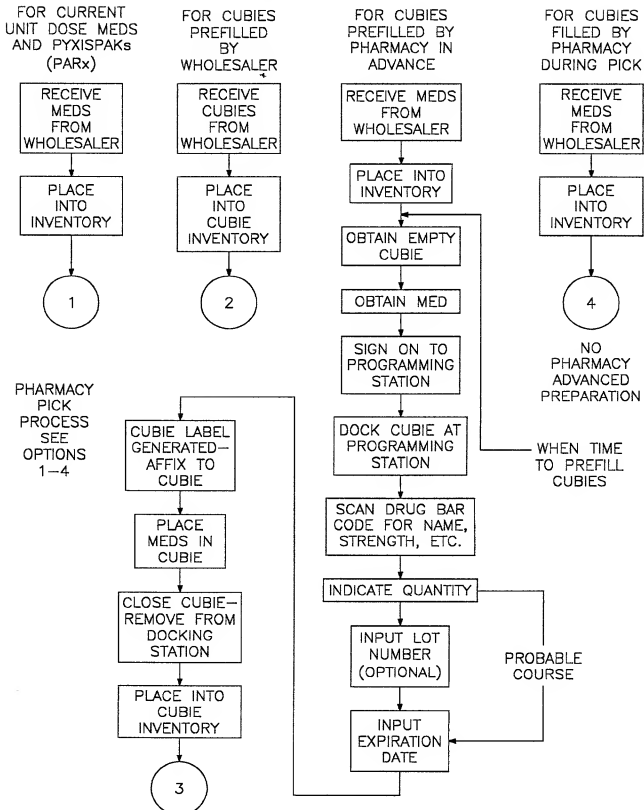 FOR CURRENT
UNIT DOSE MEDS
AND PYXISPAKs
(PARx)
RECEIVE
MEDS
FROM
WHOLESALER
PLACE
INTO
INVENTORY
1
FOR CUBIES
PREFILLED
BY
WHOLESALER
RECEIVE
CUBIES
FROM
WHOLESALER
PLACE
INTO
CUBIE
INVENTORY
2
FOR CUBIES
PREFILLED BY
PHARMACY IN
ADVANCE
RECEIVE MEDS
FROM
WHOLESALER
PLACE INTO
INVENTORY
OBTAIN EMPTY
CUBIE
OBTAIN MED
SIGN ON TO
PROGRAMMING
STATION
DOCK CUBIE AT
PROGRAMMING
STATION
SCAN DRUG BAR
CODE FOR NAME,
STRENGTH, ETC.
INDICATE QUANTITY
INPUT LOT
NUMBER
(OPTIONAL)
INPUT
EXPIRATION
DATE
PROBABLE
COURSE
WHEN TIME
TO PREFILL
CUBIES
FOR CUBIES
FILLED BY
PHARMACY
DURING PICK
RECEIVE
MEDS
FROM
WHOLESALER
PLACE
INTO
INVENTORY
4
NO
PHARMACY
ADVANCED
PREPARATION
PHARMACY
PICK
PROCESS
SEE
OPTIONS
1–4
CUBIE LABEL
GENERATED–
AFFIX TO
CUBIE
PLACE
MEDS IN
CUBIE
CLOSE CUBIE–
REMOVE FROM
DOCKING
STATION
PLACE INTO
CUBIE
INVENTORY
3